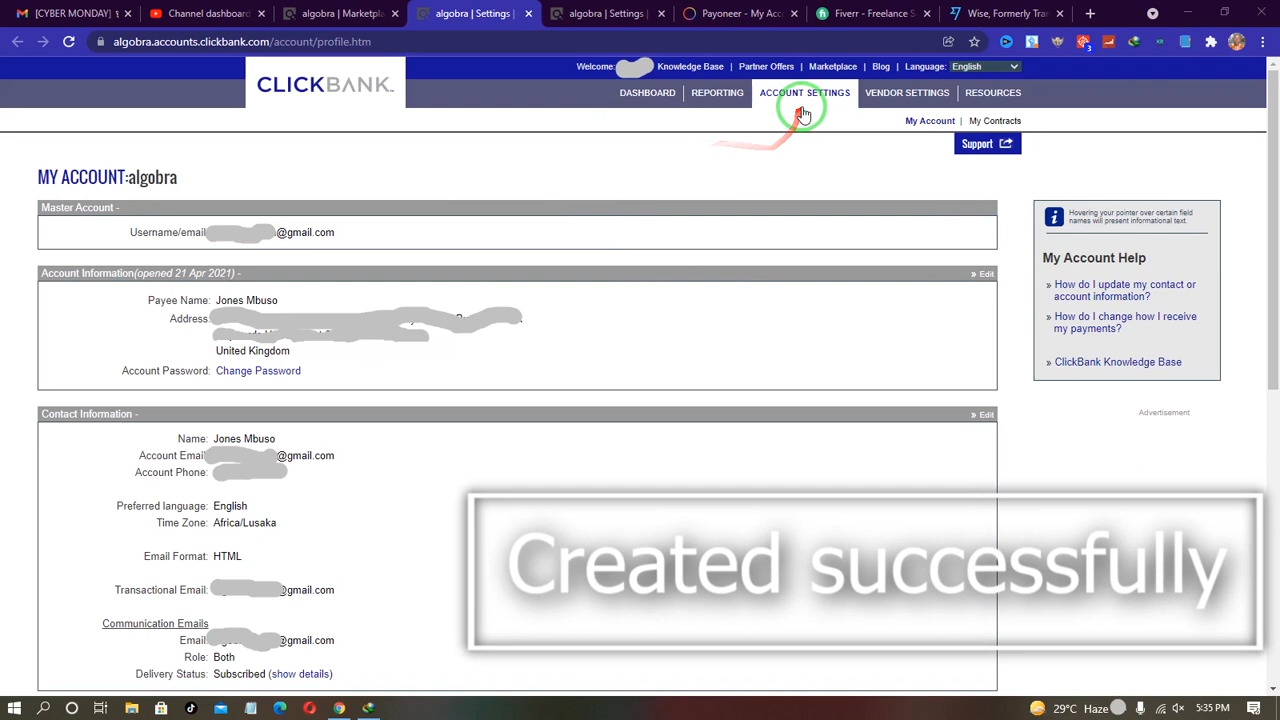 [CYBER MONDAY]
Channel dashboard
algobra | Marketpla
algobra | Settings |
algobra | Settings |
Payoneer - My Acc
Fiverr - Freelance S
Wise, Formerly Tran
algobra.accounts.clickbank.com/account/profile.htm
3
Welcome: Knowledge Base | Partner Offers | Marketplace | Blog | Language: English
CLICKBANK
DASHBOARD REPORTING ACCOUNT SETTINGS VENDOR SETTINGS RESOURCES
My Account | My Contracts
Support
MY ACCOUNT:algobra
Master Account -
Username/email @gmail.com
Account Information(opened 21 Apr 2021) -
» Edit
Payee Name: Jones Mbuso
Address:
United Kingdom
Account Password: Change Password
Contact Information -
» Edit
Name: Jones Mbuso
Account Email @gmail.com
Account Phone:
Preferred language: English
Time Zone: Africa/Lusaka
Email Format: HTML
Transactional Email: @gmail.com
Communication Emails
Email @gmail.com
Role: Both
Delivery Status: Subscribed (show details)
Hovering your pointer over certain field
names will present informational text.
My Account Help
» How do I update my contact or
account information?
» How do I change how I receive
my payments?
» ClickBank Knowledge Base
Advertisement
Created successfully
29°C Haze
5:35 PM